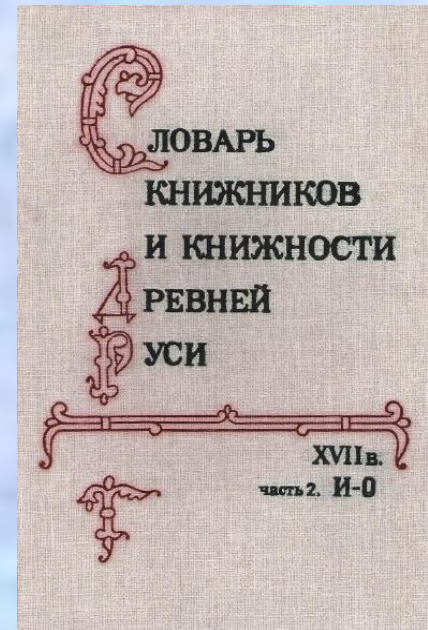 СЛОВАРЬ
КНИЖНИКОВ
И КНИЖНОСТИ
ДРЕВНЕЙ
РУСИ
XVII в.
часть 2. И-О